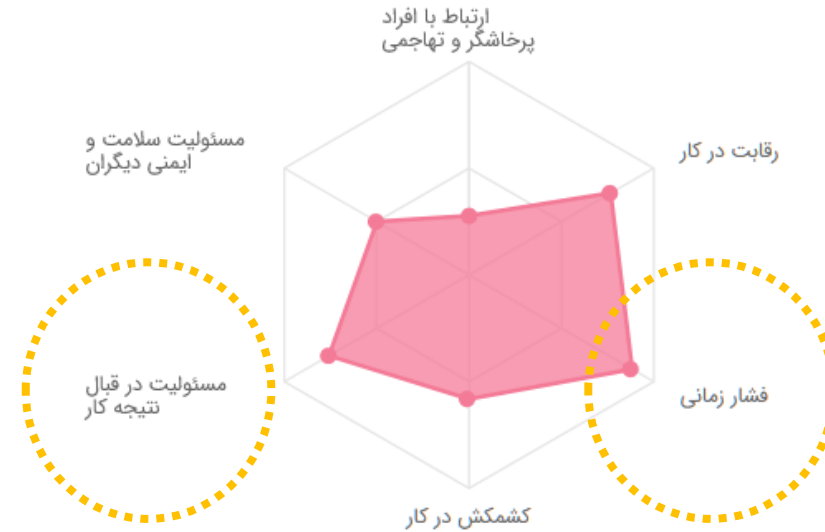 ارتباط با افراد
پرخاشگر و تهاجمی
رقابت در کار
مسئولیت سلامت و
ایمنی دیگران
فشار زمانی
مسئولیت در قبال
نتیجه کار
کشمکش در کار